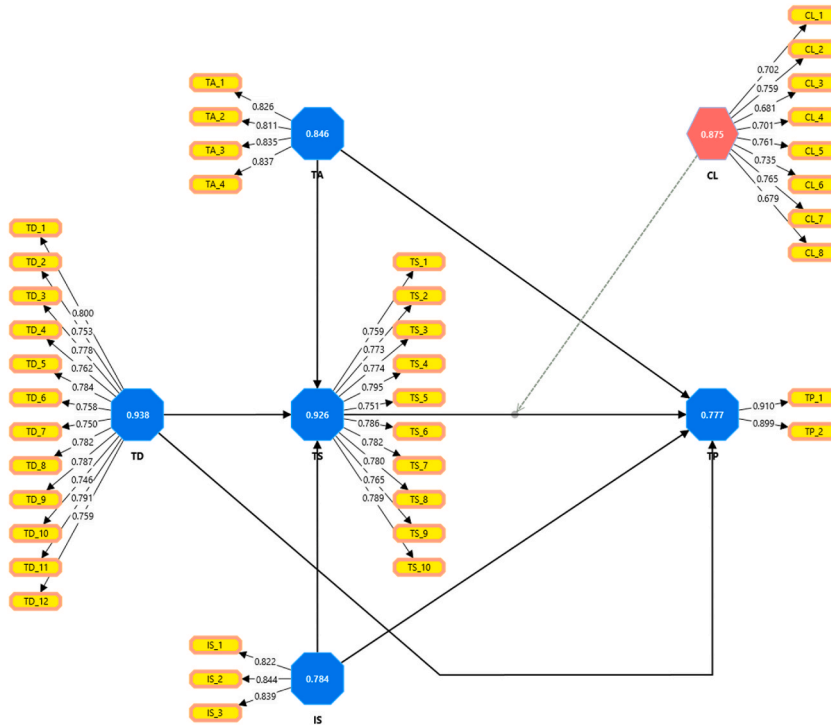 CL_1
CL_2
CL_3
CL_4
CL_5
CL_6
CL_7
CL_8
0.702
0.759
0.681
0.701
0.761
0.735
0.765
0.679
0.875
CL
TA_1
TA_2
TA_3
TA_4
0.826
0.811
0.835
0.837
0.846
TA
TD_1
TD_2
TD_3
TD_4
TD_5
TD_6
TD_7
TD_8
TD_9
TD_10
TD_11
TD_12
0.800
0.753
0.778
0.762
0.784
0.758
0.750
0.782
0.787
0.746
0.791
0.759
0.938
TD
TS_1
TS_2
TS_3
TS_4
TS_5
TS_6
TS_7
TS_8
TS_9
TS_10
0.759
0.773
0.774
0.795
0.751
0.786
0.782
0.780
0.765
0.789
0.926
TS
0.777
TP
0.910
0.899
TP_1
TP_2
IS_1
IS_2
IS_3
0.822
0.844
0.839
0.784
IS